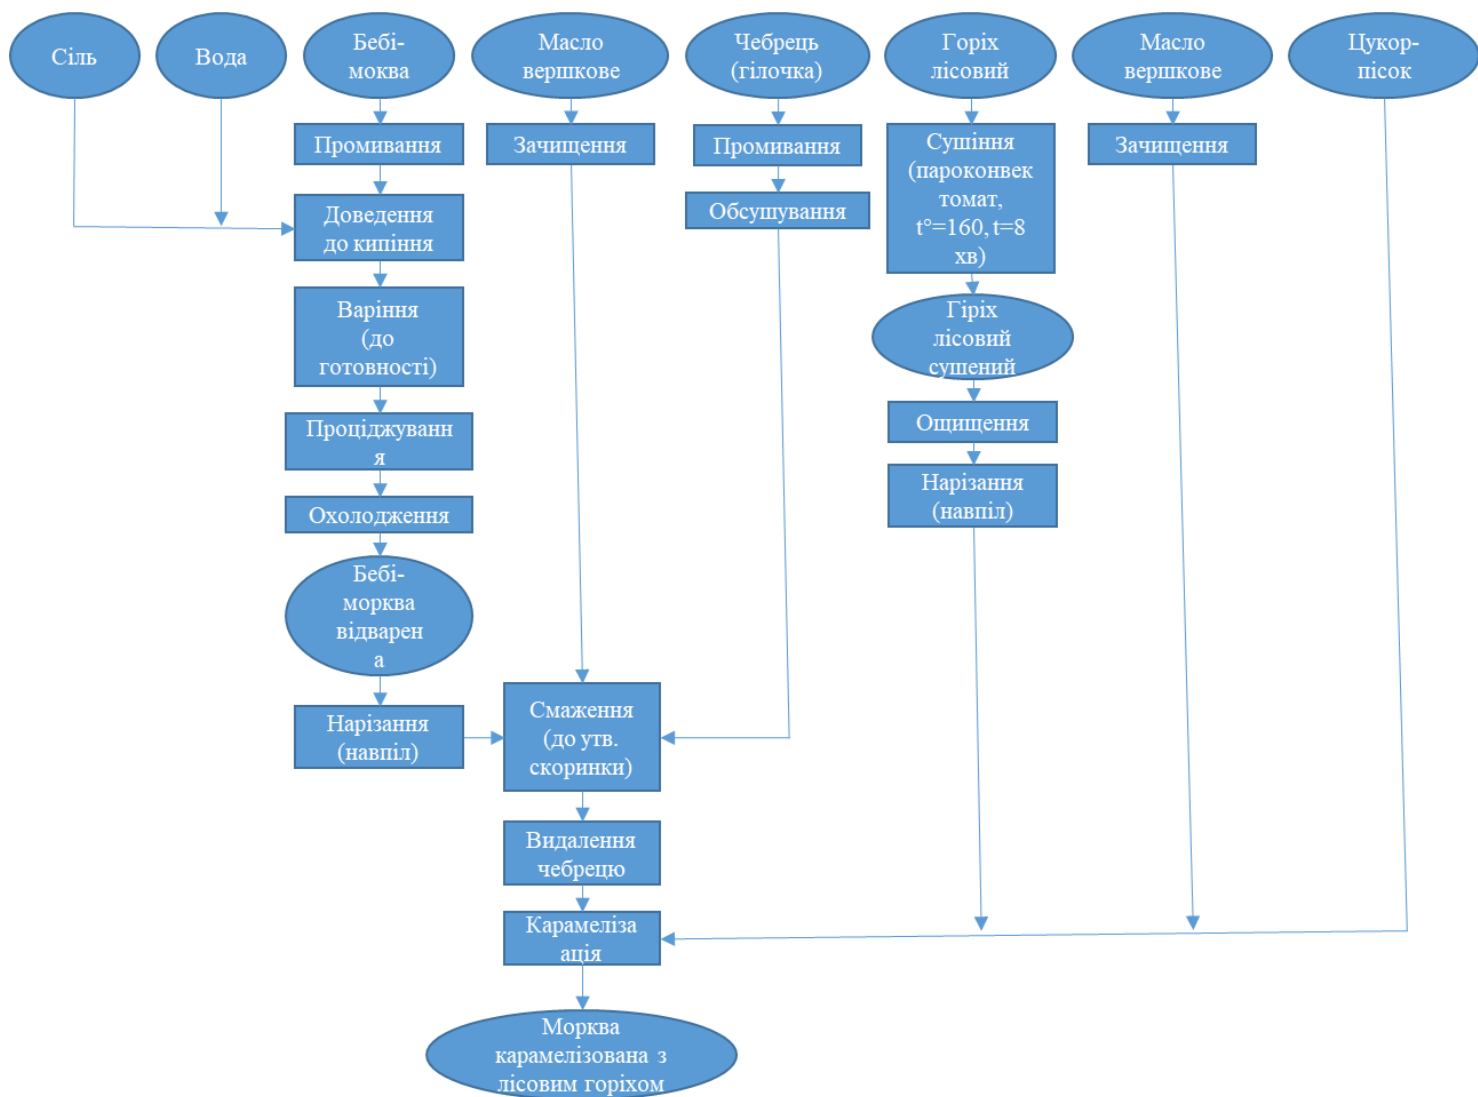 Сіль
Вода
Бебі-
моква
Масло
вершкове
Чебрець
(гілочка)
Горіх
лісовий
Масло
вершкове
Цукор-
пісок
Промивання
Зачищення
Промивання
Сушіння
(пароконвек
томат,
t°=160, t=8
хв)
Зачищення
Обсушування
Доведення
до кипіння
Варіння
(до
готовності)
Гіріх
лісовий
сушений
Проціджуванн
я
Ощищення
Нарізання
(навпіл)
Охолодження
Бебі-
морква
відварен
а
Нарізання
(навпіл)
Смаження
(до утв.
скоринки)
Видалення
чебрецю
Карамеліза
ація
Морква
карамелізована з
лісовим горіхом